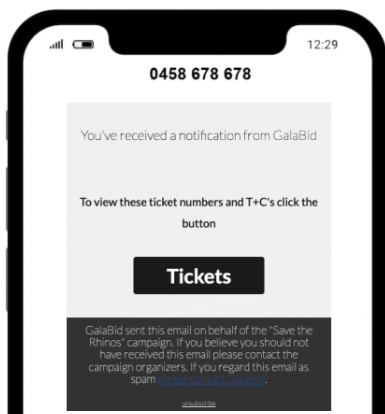 12:29
0458 678 678
You've received a notification from GalaBid
To view these ticket numbers and T+C's click the
button
Tickets
GalaBid sent this email on behalf of the "Save the
Rhinos" campaign. If you believe you should not
have received this email please contact the
campaign organizers. If you regard this email as
spam
unsubscribe